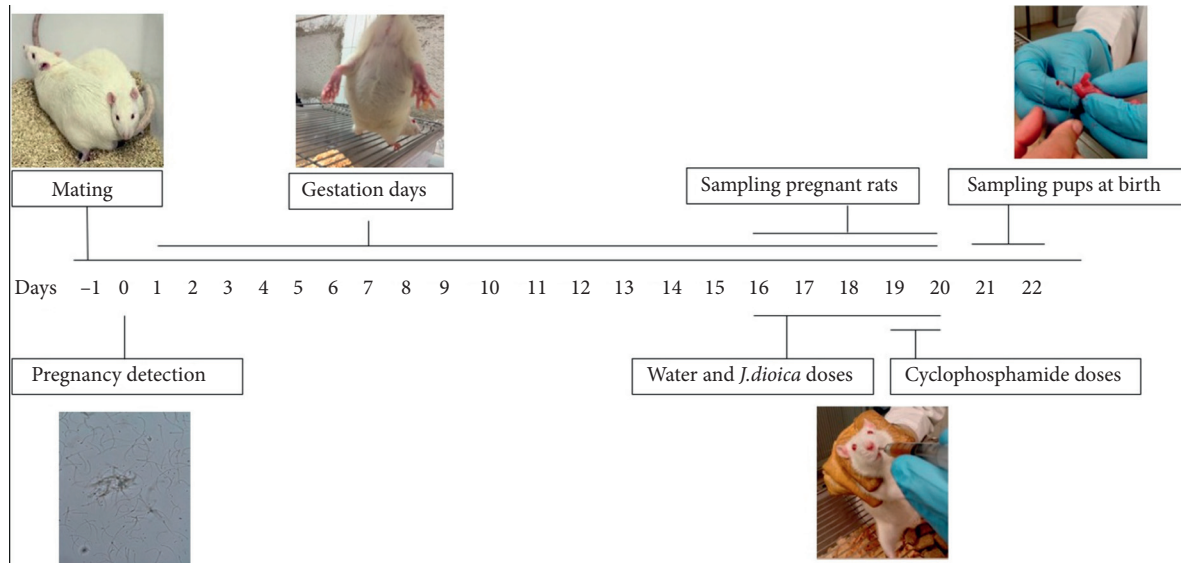 Mating
Gestation days
Sampling pregnant rats
Sampling pups at birth
Days –1 0 1 2 3 4 5 6 7 8 9 10 11 12 13 14 15 16 17 18 19 20 21 22
Pregnancy detection
Water and J.dioica doses
Cyclophosphamide doses